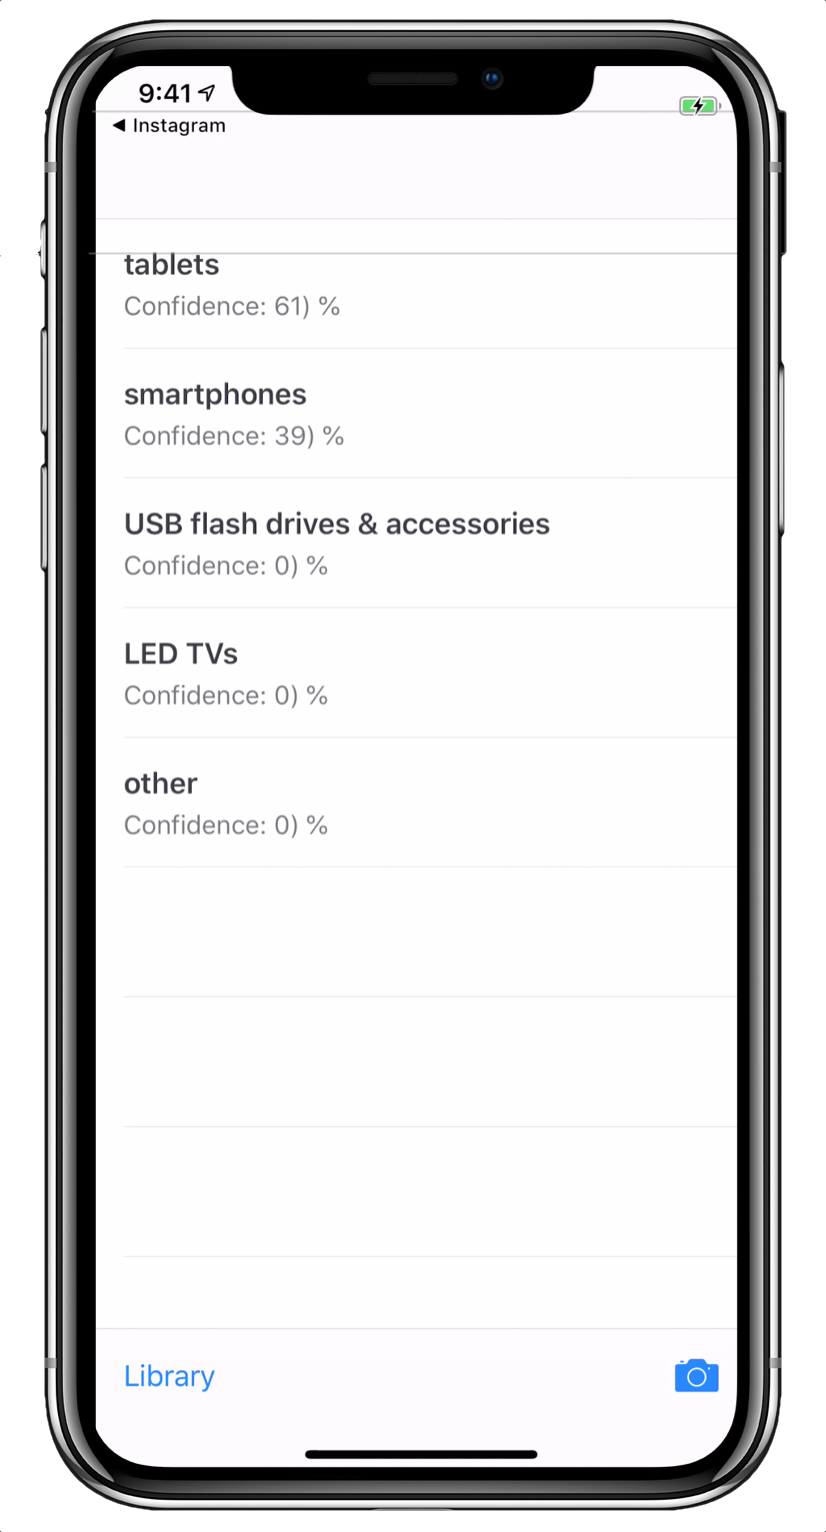 9:41
◀ Instagram
tablets
Confidence: 61) %
smartphones
Confidence: 39) %
USB flash drives & accessories
Confidence: 0) %
LED TVs
Confidence: 0) %
other
Confidence: 0) %
Library